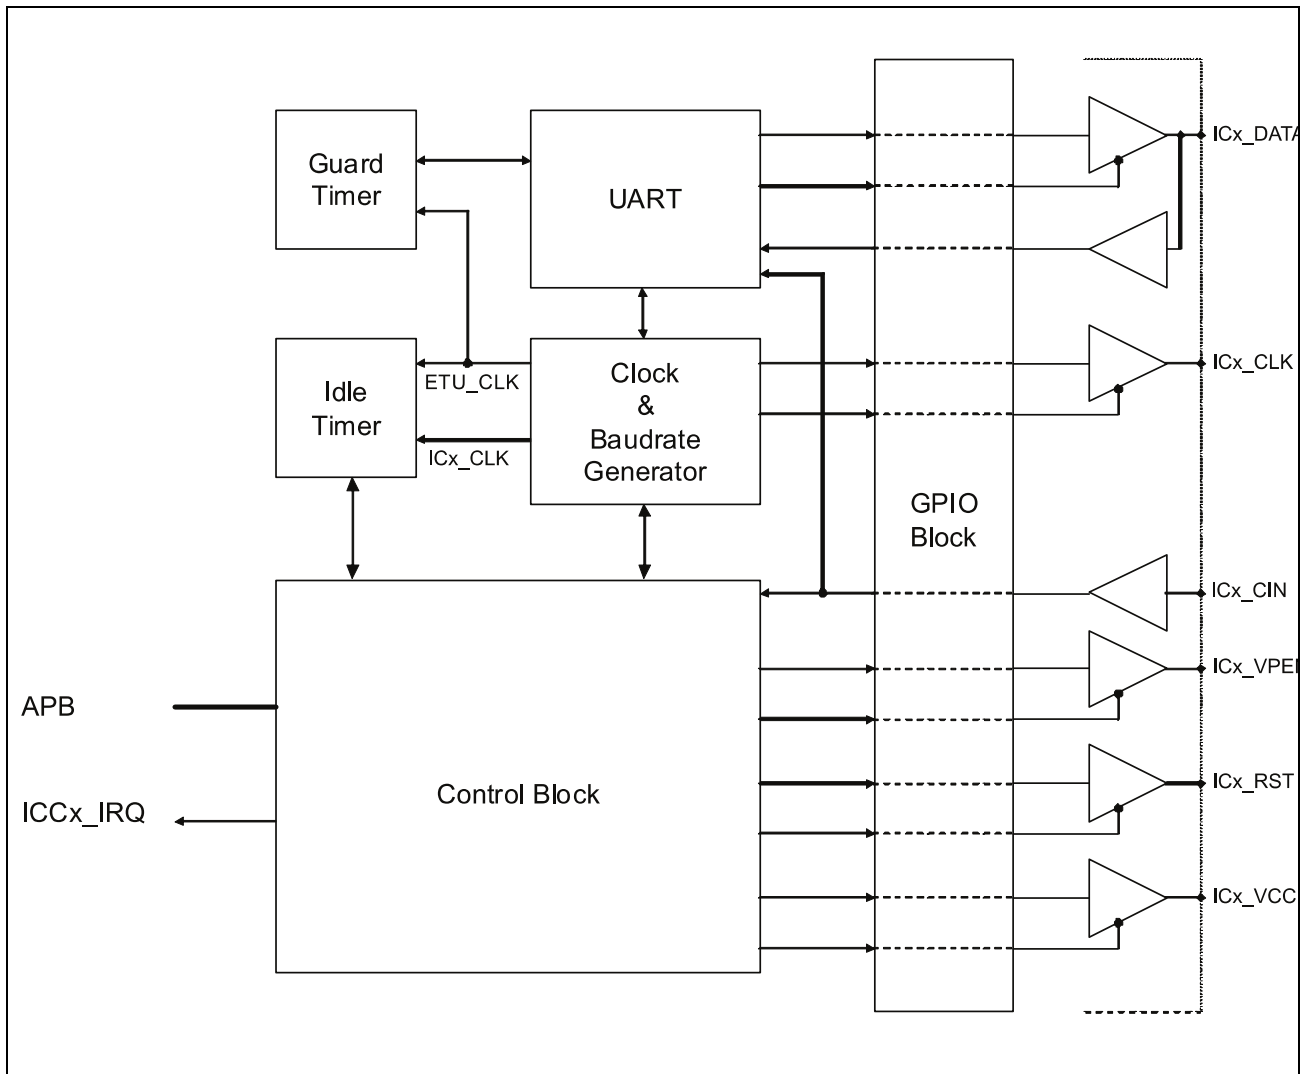 Guard
Timer
UART
ICx_DATA
Idle
Timer
ETU_CLK
ICx_CLK
Clock
&
Baudrate
Generator
ICx_CLK
GPIO
Block
ICx_CIN
ICx_VPE
APB
ICCx_IRQ
Control Block
ICx_RST
ICx_VCC